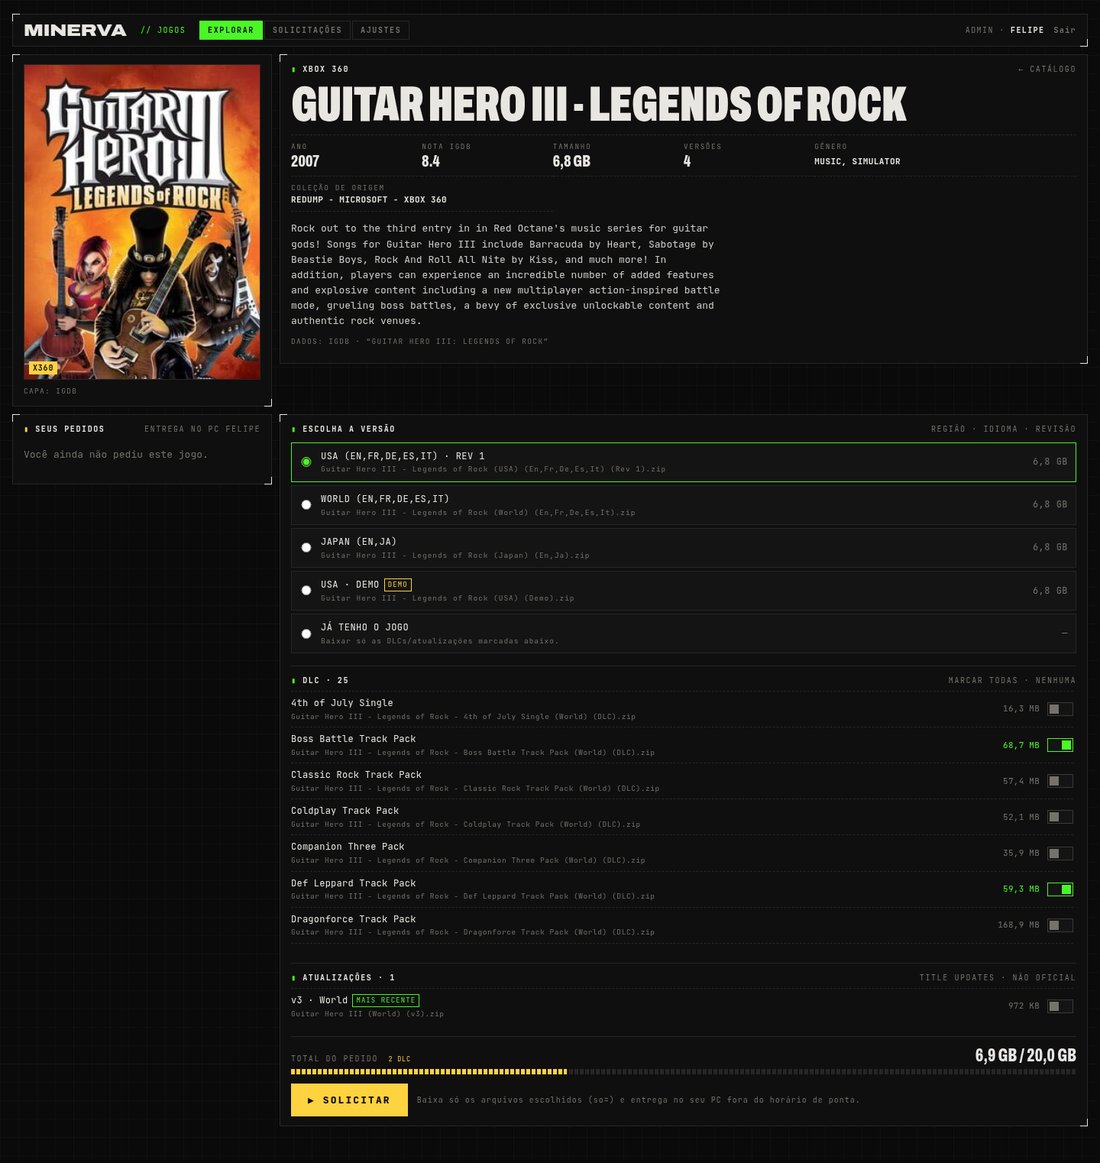 MINERVA // JOGOS EXPLORAR SOLICITAÇÕES AJUSTES ADMIN · FELIPE Sair
GUITAR HERO III
LEGENDS OF ROCK
X360
CAPA: IGDB
XBOX 360 ← CATÁLOGO
GUITAR HERO III - LEGENDS OF ROCK
ANO NOTA IGDB TAMANHO VERSÕES GÊNERO
2007 8.4 6,8 GB 4 MUSIC, SIMULATOR
COLEÇÃO DE ORIGEM
REDUMP - MICROSOFT - XBOX 360
Rock out to the third entry in in Red Octane's music series for guitar
gods! Songs for Guitar Hero III include Barracuda by Heart, Sabotage by
Beastie Boys, Rock And Roll All Nite by Kiss, and much more! In
addition, players can experience an incredible number of added features
and explosive content including a new multiplayer action-inspired battle
mode, grueling boss battles, a bevy of exclusive unlockable content and
authentic rock venues.
DADOS: IGDB · “GUITAR HERO III: LEGENDS OF ROCK”
SEUS PEDIDOS ENTREGA NO PC FELIPE
Você ainda não pediu este jogo.
ESCOLHA A VERSÃO REGIÃO · IDIOMA · REVISÃO
USA (EN,FR,DE,ES,IT) · REV 1
Guitar Hero III - Legends of Rock (USA) (En,Fr,De,Es,It) (Rev 1).zip 6,8 GB
WORLD (EN,FR,DE,ES,IT)
Guitar Hero III - Legends of Rock (World) (En,Fr,De,Es,It).zip 6,8 GB
JAPAN (EN,JA)
Guitar Hero III - Legends of Rock (Japan) (En,Ja).zip 6,8 GB
USA · DEMO DEMO
Guitar Hero III - Legends of Rock (USA) (Demo).zip 6,8 GB
JÁ TENHO O JOGO
Baixar só as DLCs/atualizações marcadas abaixo. —
DLC · 25 MARCAR TODAS · NENHUMA
4th of July Single
Guitar Hero III - Legends of Rock - 4th of July Single (World) (DLC).zip 16,3 MB
Boss Battle Track Pack
Guitar Hero III - Legends of Rock - Boss Battle Track Pack (World) (DLC).zip 68,7 MB
Classic Rock Track Pack
Guitar Hero III - Legends of Rock - Classic Rock Track Pack (World) (DLC).zip 57,4 MB
Coldplay Track Pack
Guitar Hero III - Legends of Rock - Coldplay Track Pack (World) (DLC).zip 52,1 MB
Companion Three Pack
Guitar Hero III - Legends of Rock - Companion Three Pack (World) (DLC).zip 35,9 MB
Def Leppard Track Pack
Guitar Hero III - Legends of Rock - Def Leppard Track Pack (World) (DLC).zip 59,3 MB
Dragonforce Track Pack
Guitar Hero III - Legends of Rock - Dragonforce Track Pack (World) (DLC).zip 168,9 MB
ATUALIZAÇÕES · 1 TITLE UPDATES · NÃO OFICIAL
v3 · World MAIS RECENTE
Guitar Hero III (World) (v3).zip 972 KB
TOTAL DO PEDIDO 2 DLC 6,9 GB / 20,0 GB
▶ SOLICITAR Baixa só os arquivos escolhidos (so=) e entrega no seu PC fora do horário de ponta.